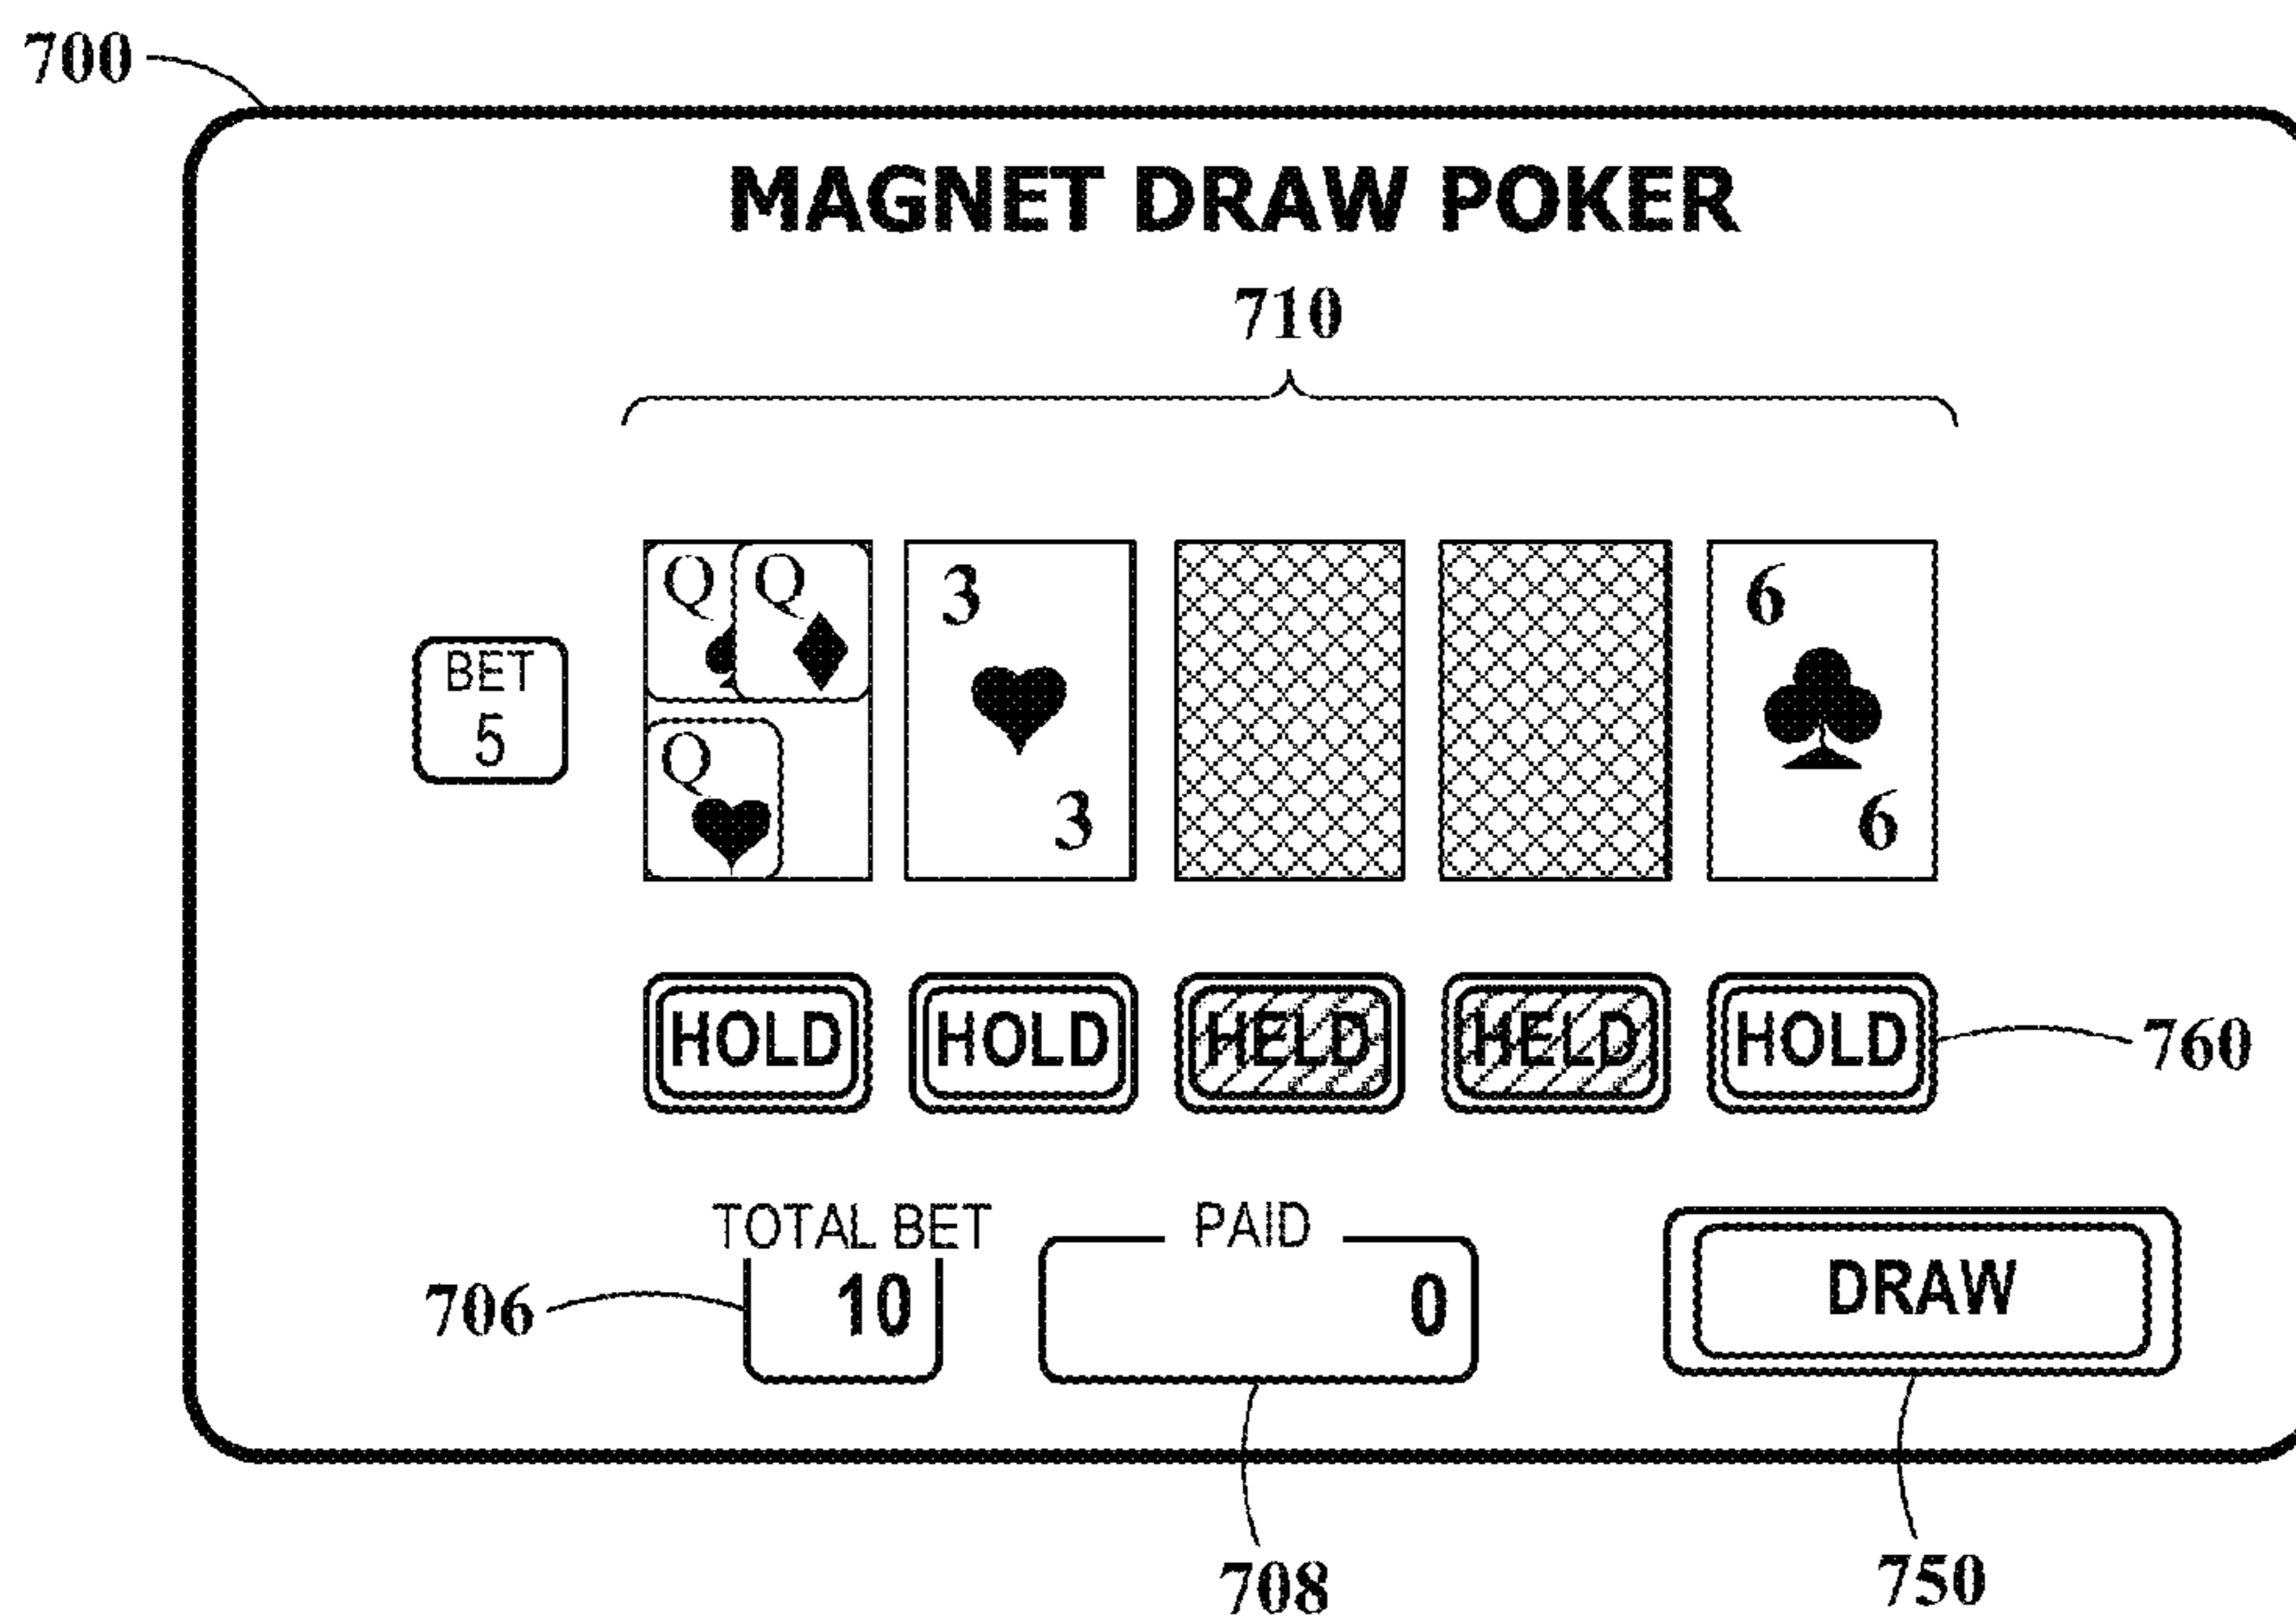 700
MAGNET DRAW POKER
710
Q Q 3 6
BET
5
Q
3 6
HOLD HOLD HELD HELD HOLD
760
TOTAL BET PAID
706 10 0 DRAW
708 750